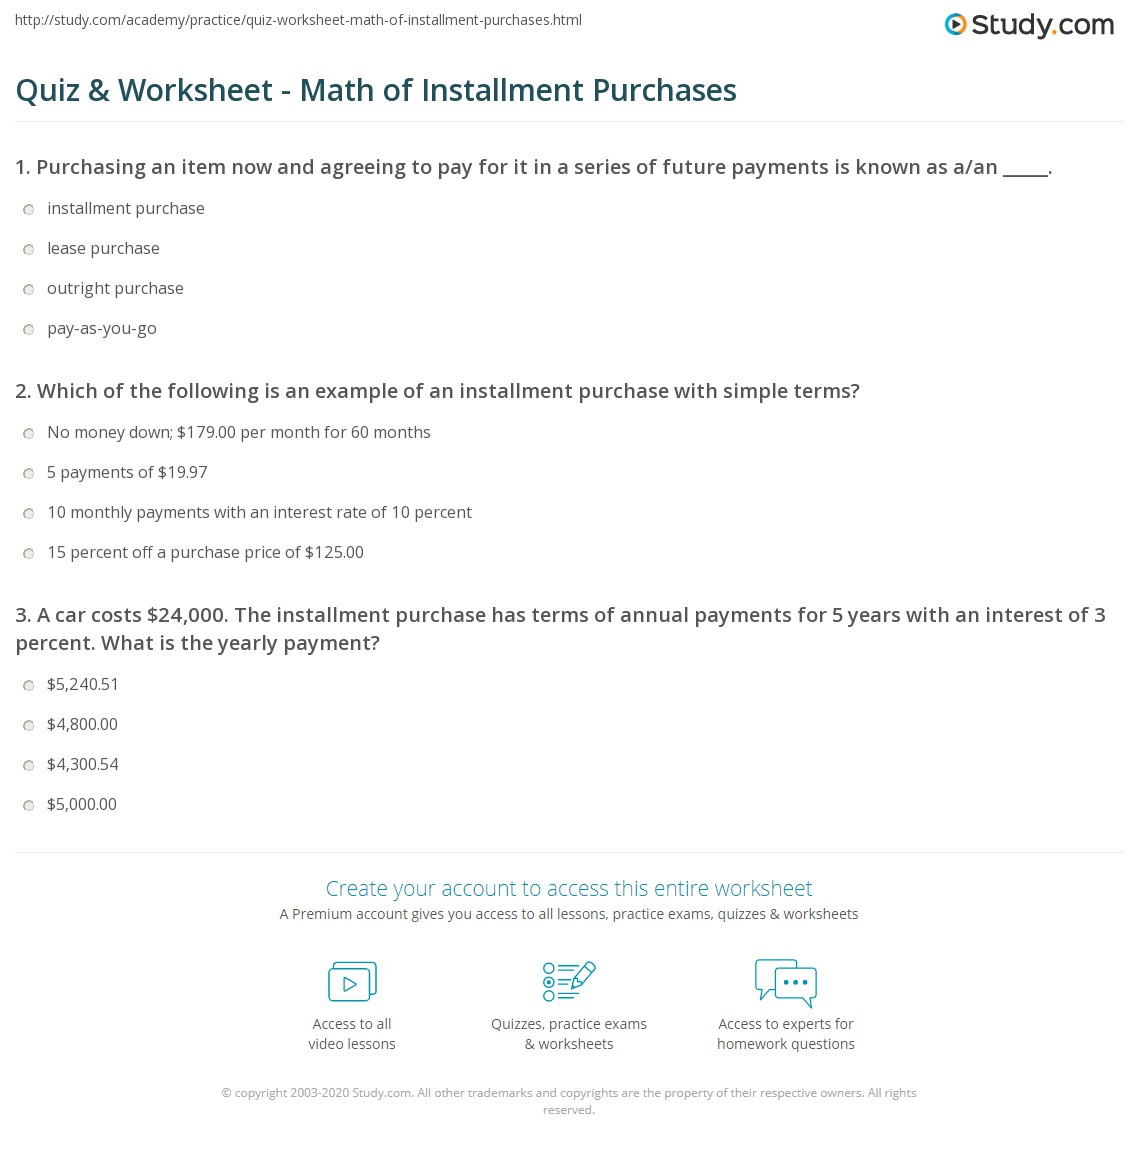 http://study.com/academy/practice/quiz-worksheet-math-of-installment-purchases.html
Study.com
Quiz & Worksheet - Math of Installment Purchases
1. Purchasing an item now and agreeing to pay for it in a series of future payments is known as a/an _____.
installment purchase
lease purchase
outright purchase
pay-as-you-go
2. Which of the following is an example of an installment purchase with simple terms?
No money down; $179.00 per month for 60 months
5 payments of $19.97
10 monthly payments with an interest rate of 10 percent
15 percent off a purchase price of $125.00
3. A car costs $24,000. The installment purchase has terms of annual payments for 5 years with an interest of 3
percent. What is the yearly payment?
$5,240.51
$4,800.00
$4,300.54
$5,000.00
Create your account to access this entire worksheet
A Premium account gives you access to all lessons, practice exams, quizzes & worksheets
Access to all
video lessons
Quizzes, practice exams
& worksheets
Access to experts for
homework questions
© copyright 2003-2020 Study.com. All other trademarks and copyrights are the property of their respective owners. All rights
reserved.